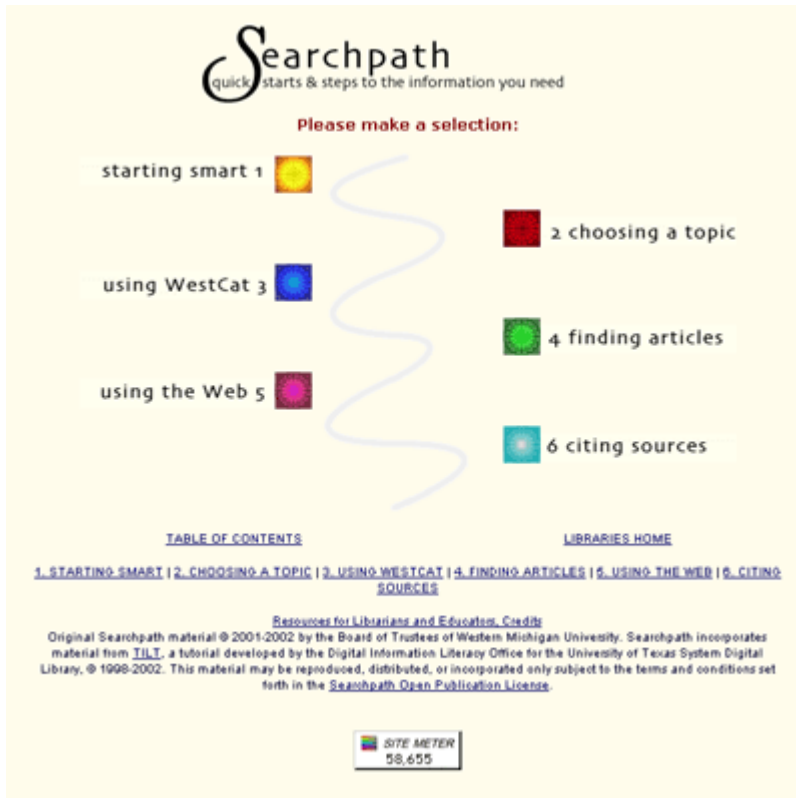 Searchpath
quick starts & steps to the information you need
Please make a selection:
starting smart 1
2 choosing a topic
using WestCat 3
4 finding articles
using the Web 5
6 citing sources
TABLE OF CONTENTS LIBRARIES HOME
1. STARTING SMART | 2. CHOOSING A TOPIC | 3. USING WESTCAT | 4. FINDING ARTICLES | 5. USING THE WEB | 6. CITING
SOURCES
Resources for Librarians and Educators, Credits
Original Searchpath material © 2001-2002 by the Board of Trustees of Western Michigan University. Searchpath incorporates
material from TILT, a tutorial developed by the Digital Information Literacy Office for the University of Texas System Digital
Library, © 1998-2002. This material may be reproduced, distributed, or incorporated only subject to the terms and conditions set
forth in the Searchpath Open Publication License.
SITE METER
58,655